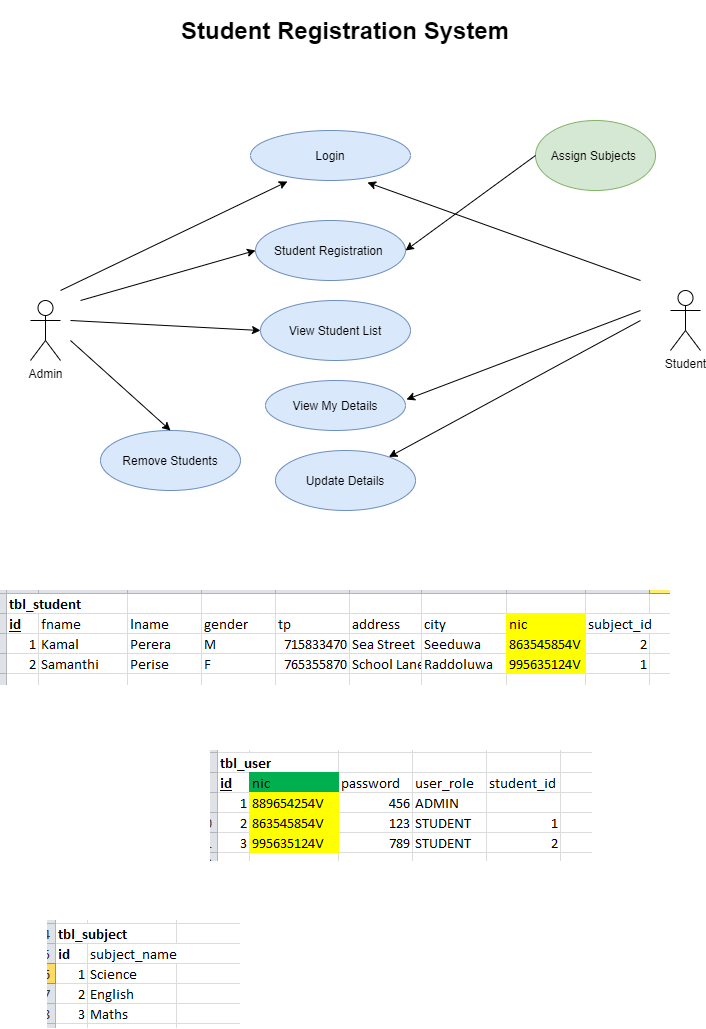 Student Registration System
Login
Assign Subjects
Student Registration
View Student List
Admin
Student
View My Details
Remove Students
Update Details
tbl_student
id fname lname gender tp address city nic subject_id
1 Kamal Perera M 715833470 Sea Street Seeduwa 863545854V 2
2 Samanthi Perise F 765355870 School Lane Raddoluwa 995635124V 1
tbl_user
id nic password user_role student_id
1 889654254V 456 ADMIN
2 863545854V 123 STUDENT 1
3 995635124V 789 STUDENT 2
tbl_subject
id subject_name
1 Science
2 English
3 Maths